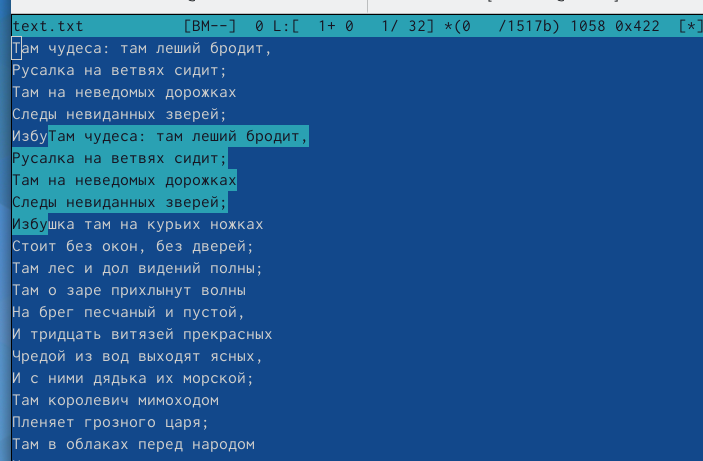 text.txt [BM--] 0 L:[ 1+ 0 1/ 32] *(0 /1517b) 1058 0x422 [*]
Там чудеса: там леший бродит,
Русалка на ветвях сидит;
Там на неведомых дорожках
Следы невиданных зверей;
ИзбуТам чудеса: там леший бродит,
Русалка на ветвях сидит;
Там на неведомых дорожках
Следы невиданных зверей;
Избушка там на курьих ножках
Стоит без окон, без дверей;
Там лес и дол видений полны;
Там о заре прихлынут волны
На брег песчаный и пустой,
И тридцать витязей прекрасных
Чредой из вод выходят ясных,
И с ними дядька их морской;
Там королевич мимоходом
Пленяет грозного царя;
Там в облаках перед народом